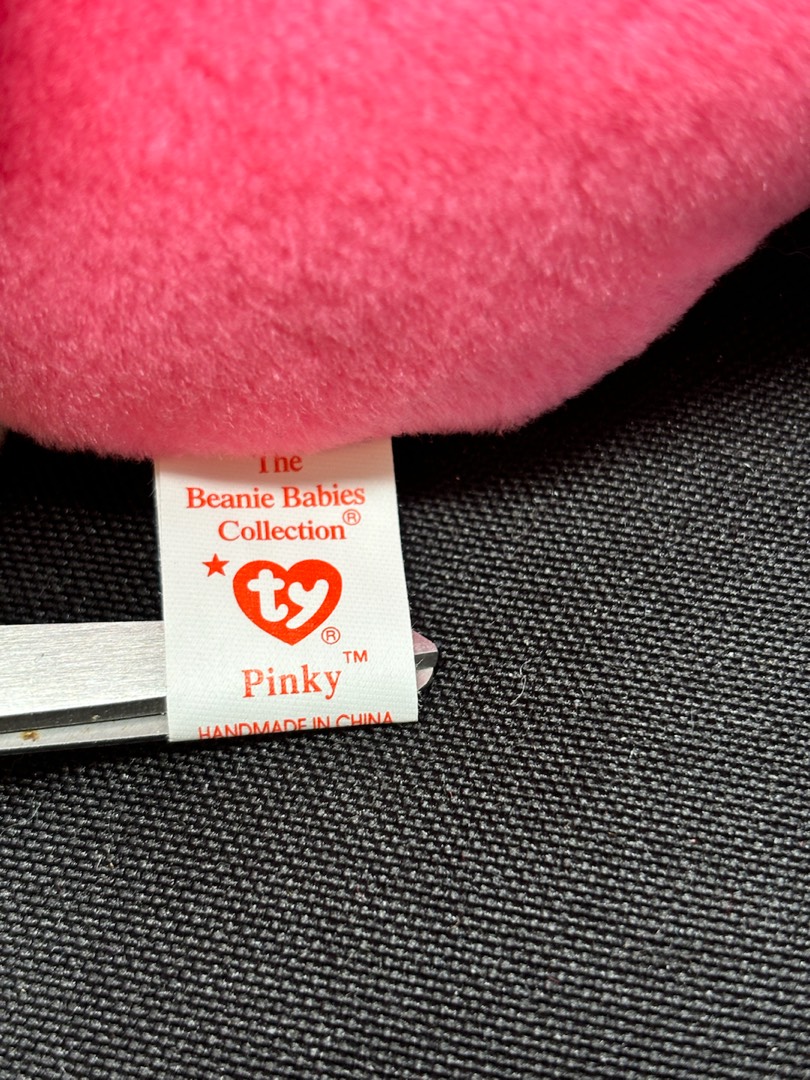 The
Beanie Babies
Collection®
ty®
Pinky™
HANDMADE IN CHINA